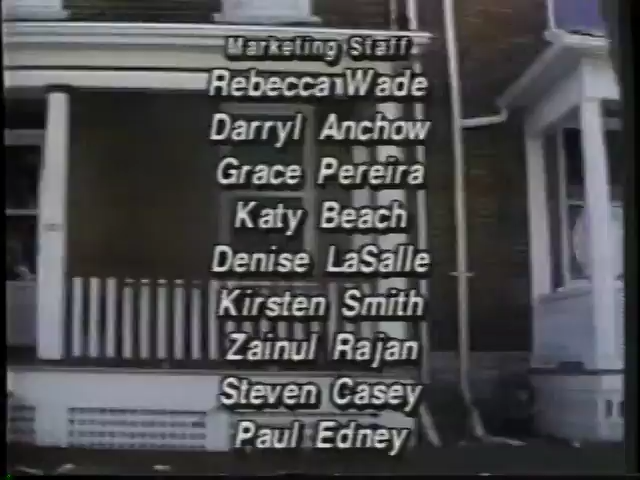 Marketing Staff
Rebecca Wade
Darryl Anchow
Grace Pereira
Katy Beach
Denise LaSalle
Kirsten Smith
Zainul Rajan
Steven Casey
Paul Edney